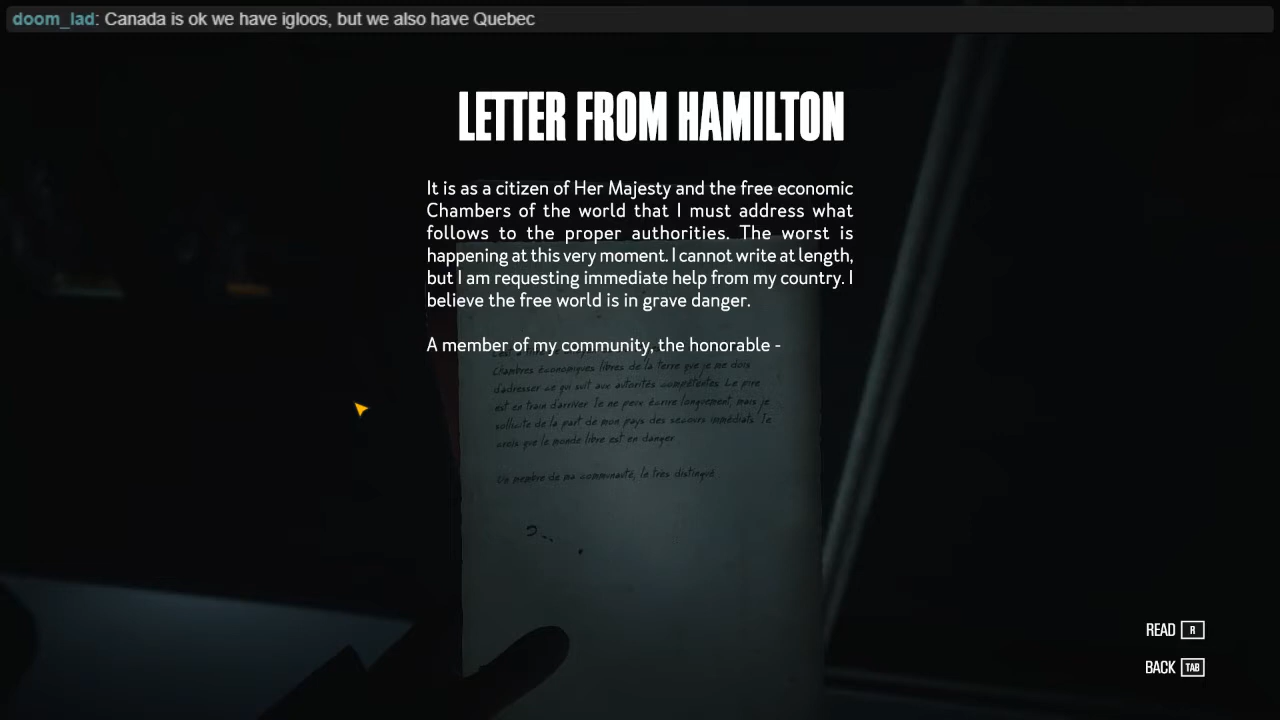 doom_lad: Canada is ok we have igloos, but we also have Quebec
LETTER FROM HAMILTON
It is as a citizen of Her Majesty and the free economic
Chambers of the world that I must address what
follows to the proper authorities. The worst is
happening at this very moment. I cannot write at length,
but I am requesting immediate help from my country. I
believe the free world is in grave danger.
A member of my community, the honorable -
Chambres économiques libres de la terre que je me dois
d'adresser ce qui suit aux autorités compétentes. Le pire
est en train d'arriver. Je ne peux écrire longuement, mais je
sollicite de la part de mon pays des secours immédiats. Je
crois que le monde libre est en danger
Un membre de ma communauté, le très distingué
READ R
BACK TAB